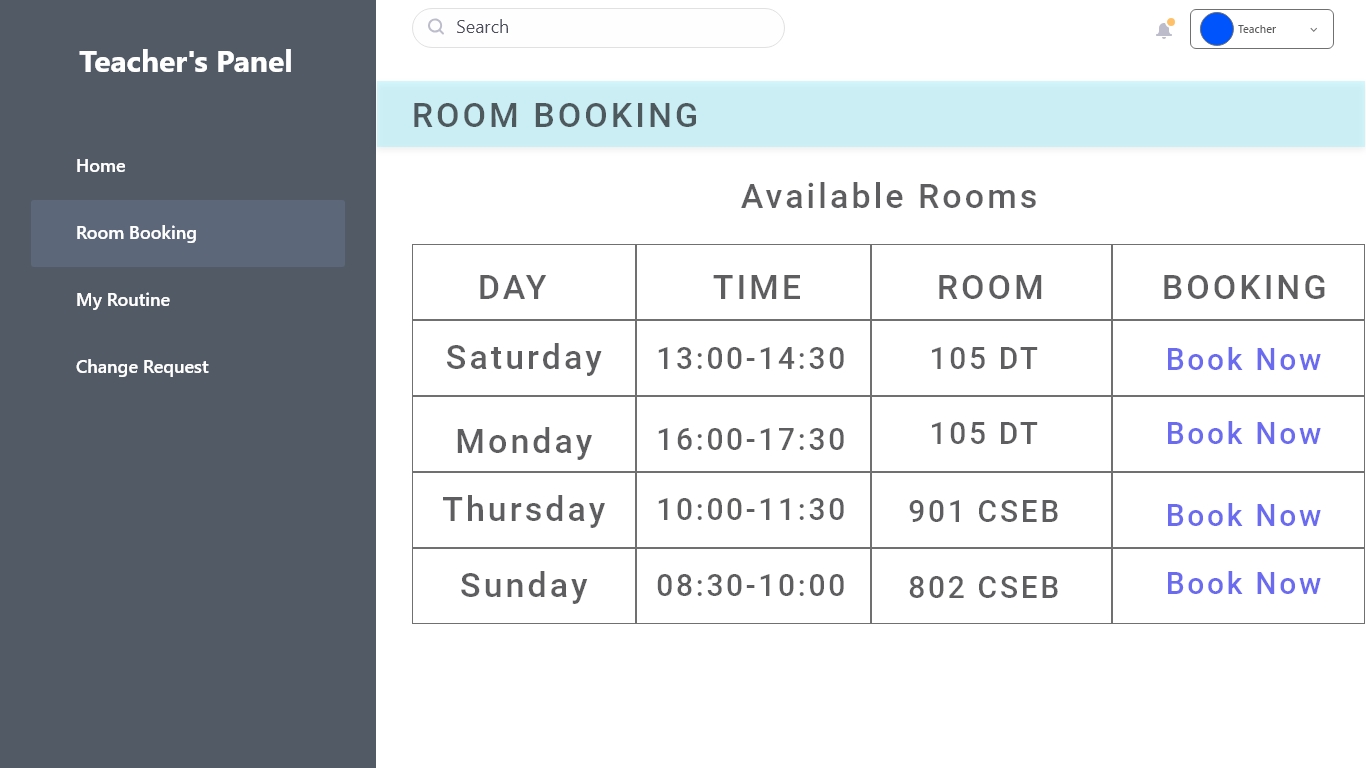 Teacher's Panel
Home
Room Booking
My Routine
Change Request
Search
Teacher
ROOM BOOKING
Available Rooms
DAY TIME ROOM BOOKING
Saturday 13:00-14:30 105 DT Book Now
Monday 16:00-17:30 105 DT Book Now
Thursday 10:00-11:30 901 CSEB Book Now
Sunday 08:30-10:00 802 CSEB Book Now